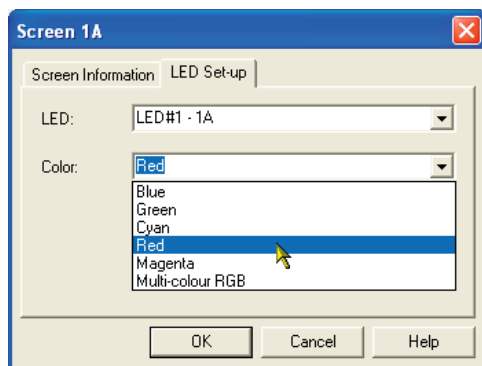 Screen 1A
Screen Information LED Set-up
LED: LED#1 - 1A
Color: Red
Blue
Green
Cyan
Red
Magenta
Multi-colour RGB
OK Cancel Help